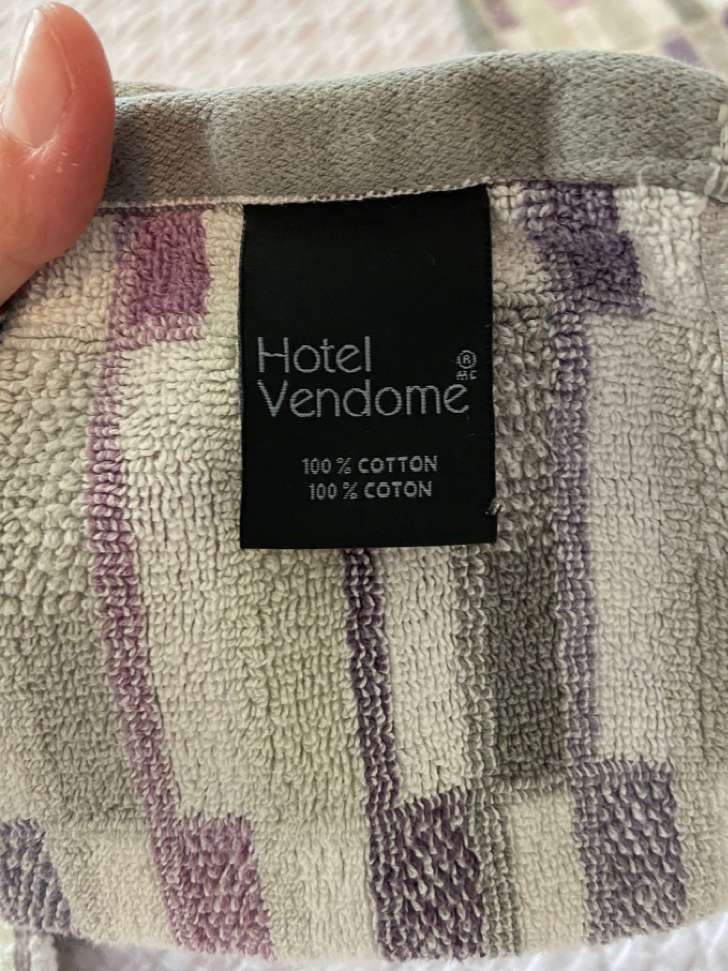 Hotel
Vendome
® MC
100 % COTTON
100 % COTON